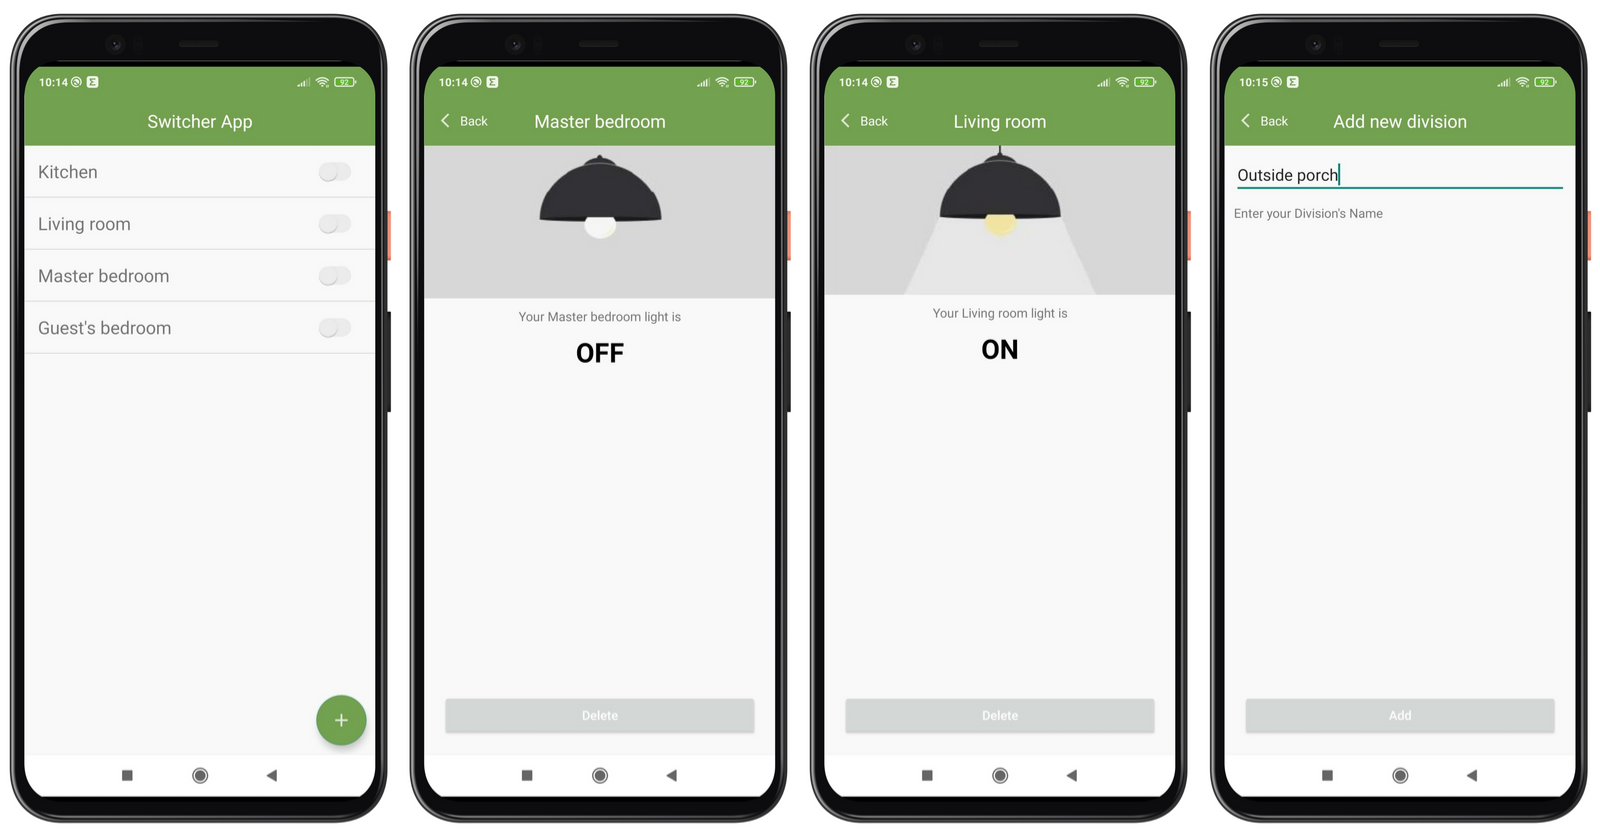 10:14
92
Switcher App
Kitchen
Living room
Master bedroom
Guest's bedroom
+
10:14
92
Back
Master bedroom
Your Master bedroom light is
OFF
Delete
10:14
92
Back
Living room
Your Living room light is
ON
Delete
10:15
92
Back
Add new division
Outside porch
Enter your Division's Name
Add